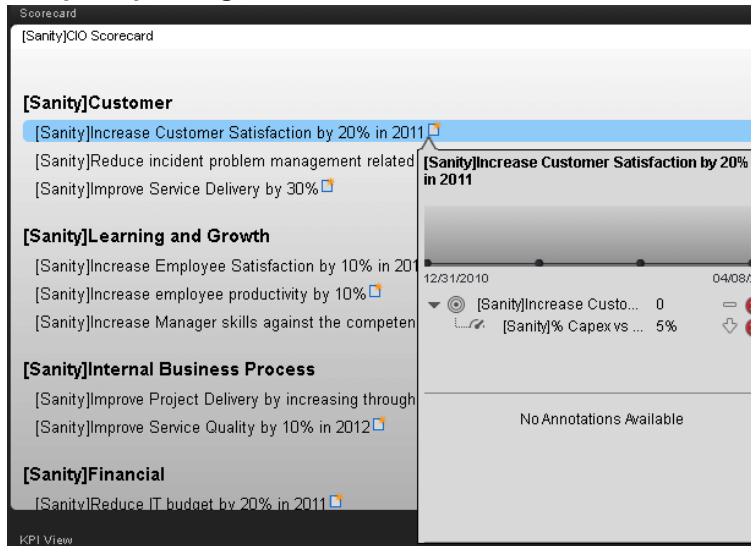 Scorecard
[Sanity]CIO Scorecard
[Sanity]Customer
[Sanity]Increase Customer Satisfaction by 20% in 2011
[Sanity]Reduce incident problem management related
[Sanity]Improve Service Delivery by 30%
[Sanity]Learning and Growth
[Sanity]Increase Employee Satisfaction by 10% in 201
[Sanity]Increase employee productivity by 10%
[Sanity]Increase Manager skills against the competen
[Sanity]Internal Business Process
[Sanity]Improve Project Delivery by increasing through
[Sanity]Improve Service Quality by 10% in 2012
[Sanity]Financial
[Sanity]Reduce IT budget by 20% in 2011
KPI View
[Sanity]Increase Customer Satisfaction by 20%
in 2011
12/31/2010 04/08/
[Sanity]Increase Custo... 0
[Sanity]% Capex vs ... 5%
No Annotations Available